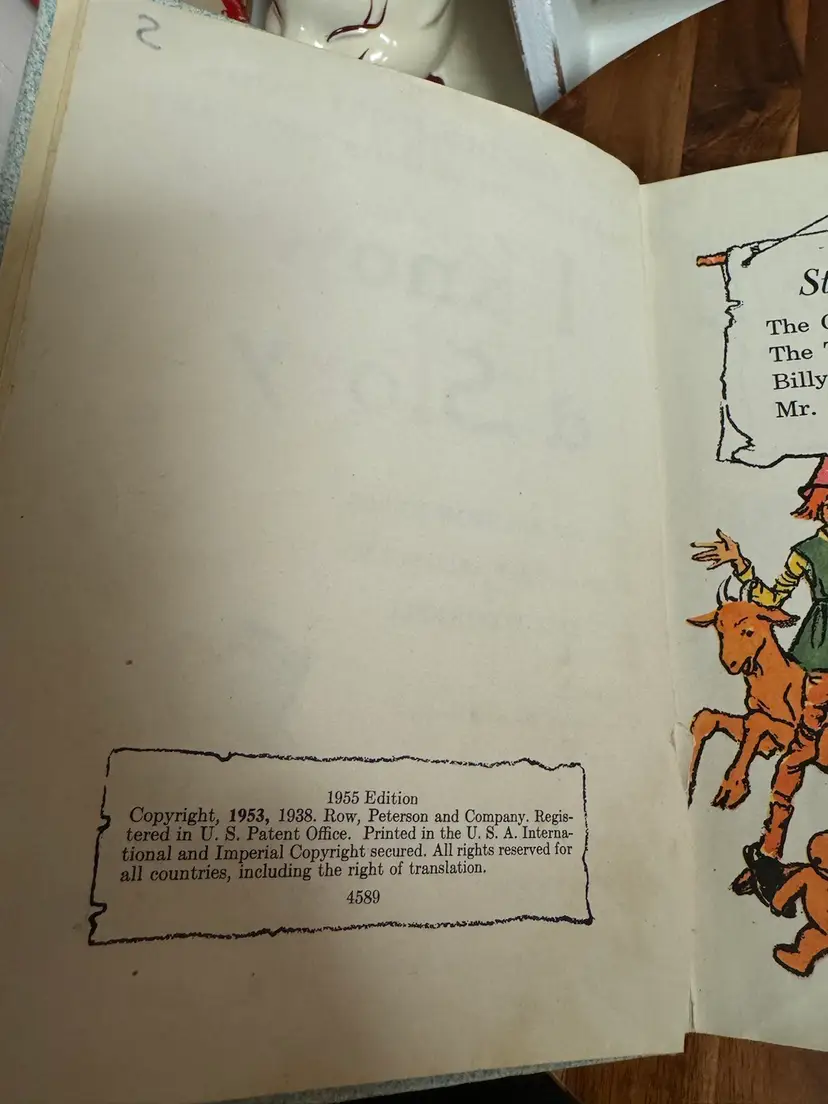 S
1955 Edition
Copyright, 1953, 1938. Row, Peterson and Company. Regis-
tered in U. S. Patent Office. Printed in the U. S. A. Interna-
tional and Imperial Copyright secured. All rights reserved for
all countries, including the right of translation.
4589
The
The
Billy
Mr.